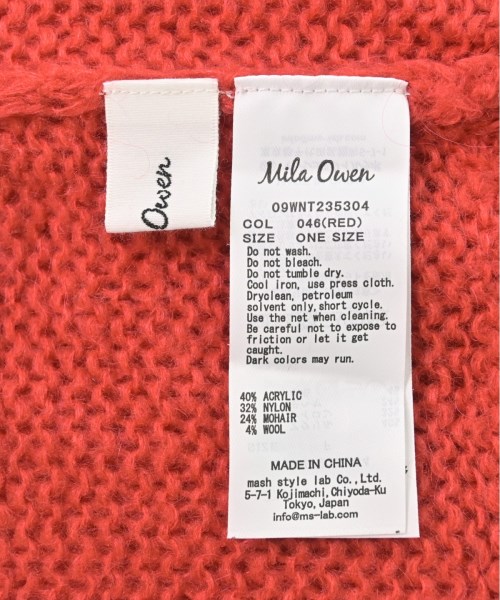 Owen
Mila Owen
09WNT235304
COL 046(RED)
SIZE ONE SIZE
Do not wash.
Do not bleach.
Do not tumble dry.
Cool iron, use press cloth.
Dryclean, petroleum
solvent only,short cycle.
Use the net when cleaning.
Be careful not to expose to
friction or let it get
caught.
Dark colors may run.
40% ACRYLIC
32% NYLON
24% MOHAIR
4% WOOL
MADE IN CHINA
mash style lab Co.,Ltd.
5-7-1 Kojimachi,Chiyoda-Ku
Tokyo,Japan
info@ms-lab.com